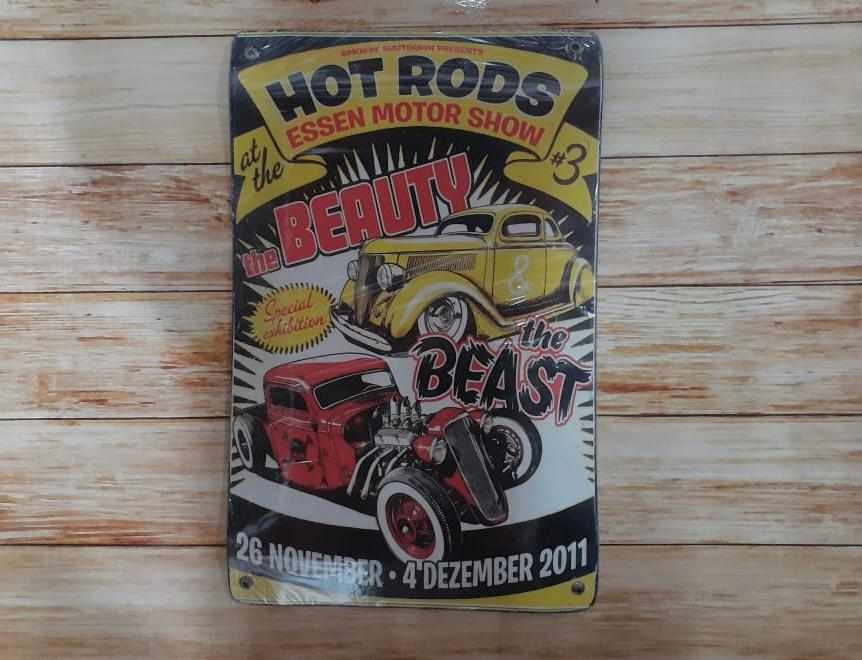 PRESENTS
HOT RODS
ESSEN MOTOR SHOW
at the
#3
the BEAUTY
&
Special
exhibition
the
BEAST
26 NOVEMBER • 4 DEZEMBER 2011